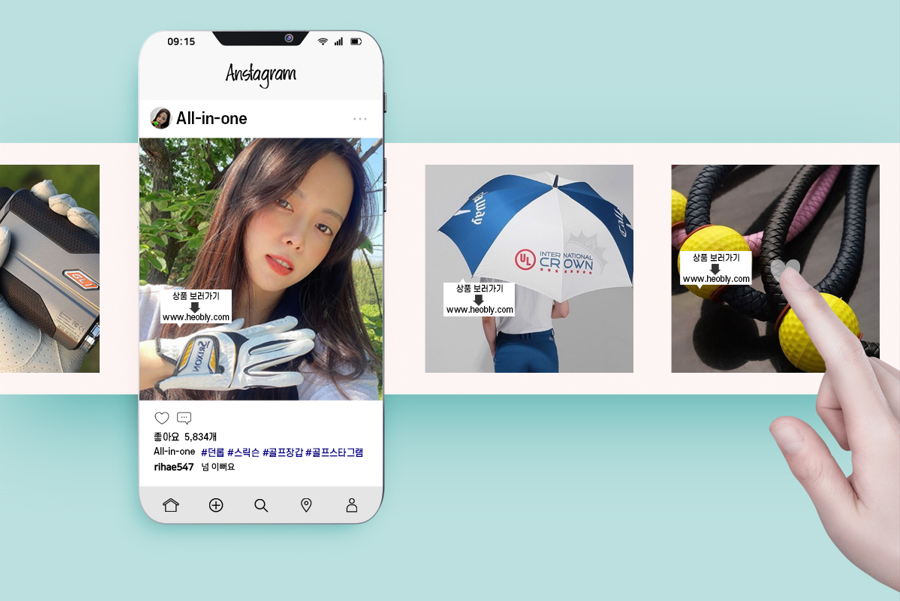 09:15
Anstagram
All-in-one
상품 보러가기
www.heobly.com
SRIXON
좋아요 5,834개
All-in-one #던롭 #스릭슨 #골프장갑 #골프스타그램
rihae547 넘 이뻐요
UL INTERNATIONAL
CROWN
상품 보러가기
www.heobly.com
상품 보러가기
www.heobly.com